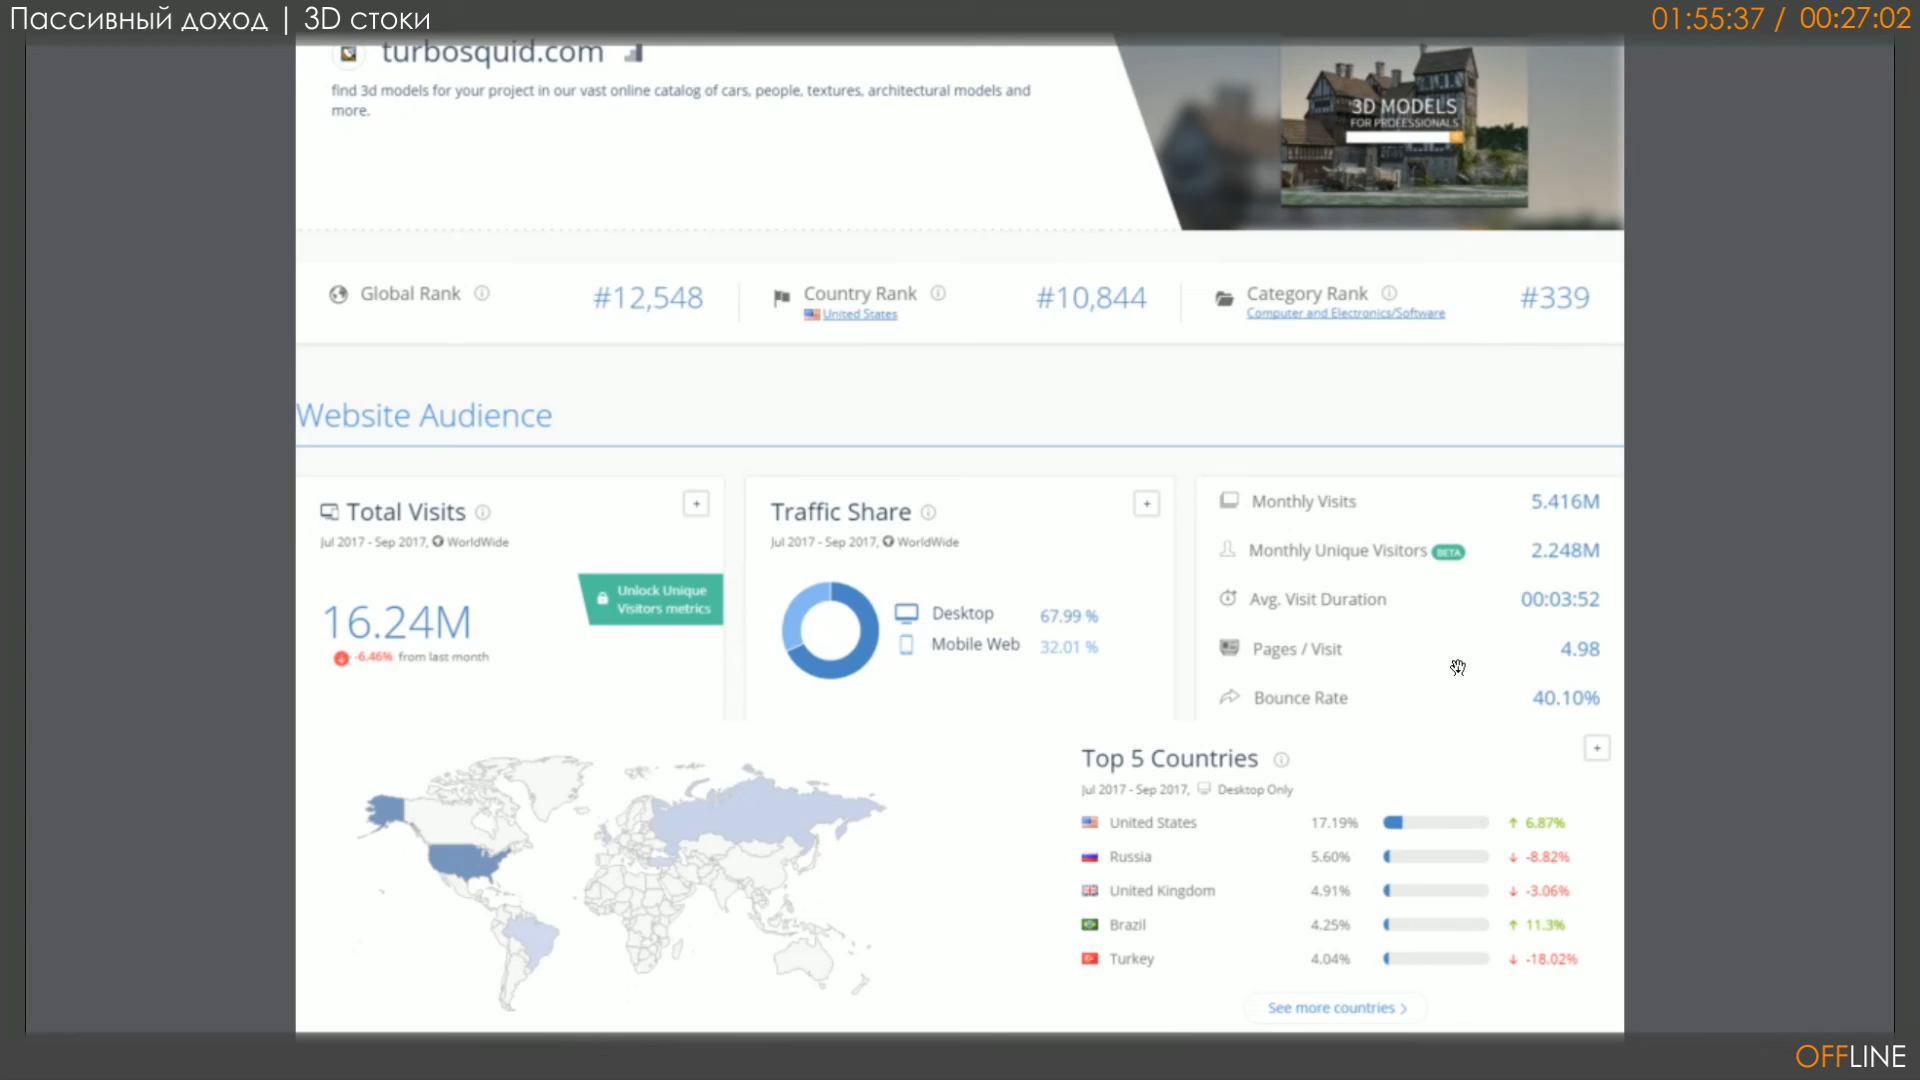 Пассивный доход | 3D стоки
01:55:37 / 00:27:02
turbosquid.com
find 3d models for your project in our vast online catalog of cars, people, textures, architectural models and
more.
3D MODELS
FOR PROFESSIONALS
Global Rank #12,548
Country Rank #10,844
United States
Category Rank #339
Computer and Electronics/Software
Website Audience
Total Visits +
Jul 2017 - Sep 2017, WorldWide
Unlock Unique
Visitors metrics
16.24M
-6.46% from last month
Traffic Share +
Jul 2017 - Sep 2017, WorldWide
Desktop 67.99 %
Mobile Web 32.01 %
Monthly Visits 5.416M
Monthly Unique Visitors BETA 2.248M
Avg. Visit Duration 00:03:52
Pages / Visit 4.98
Bounce Rate 40.10%
Top 5 Countries +
Jul 2017 - Sep 2017, Desktop Only
United States 17.19% 6.87%
Russia 5.60% -8.82%
United Kingdom 4.91% -3.06%
Brazil 4.25% 11.3%
Turkey 4.04% -18.02%
See more countries >
OFFLINE